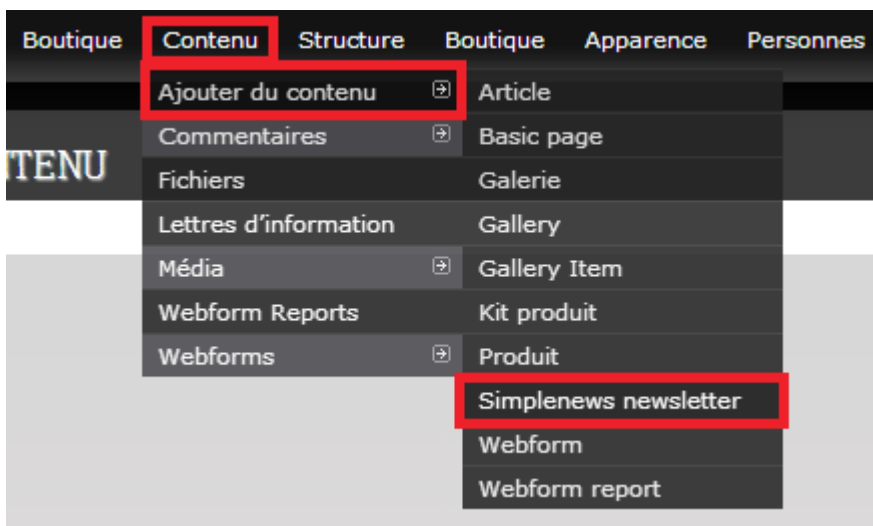 Boutique Contenu Structure Boutique Apparence Personnes
Ajouter du contenu
Commentaires
Fichiers
Lettres d'information
Média
Webform Reports
Webforms
Article
Basic page
Galerie
Gallery
Gallery Item
Kit produit
Produit
Simplenews newsletter
Webform
Webform report
TENU